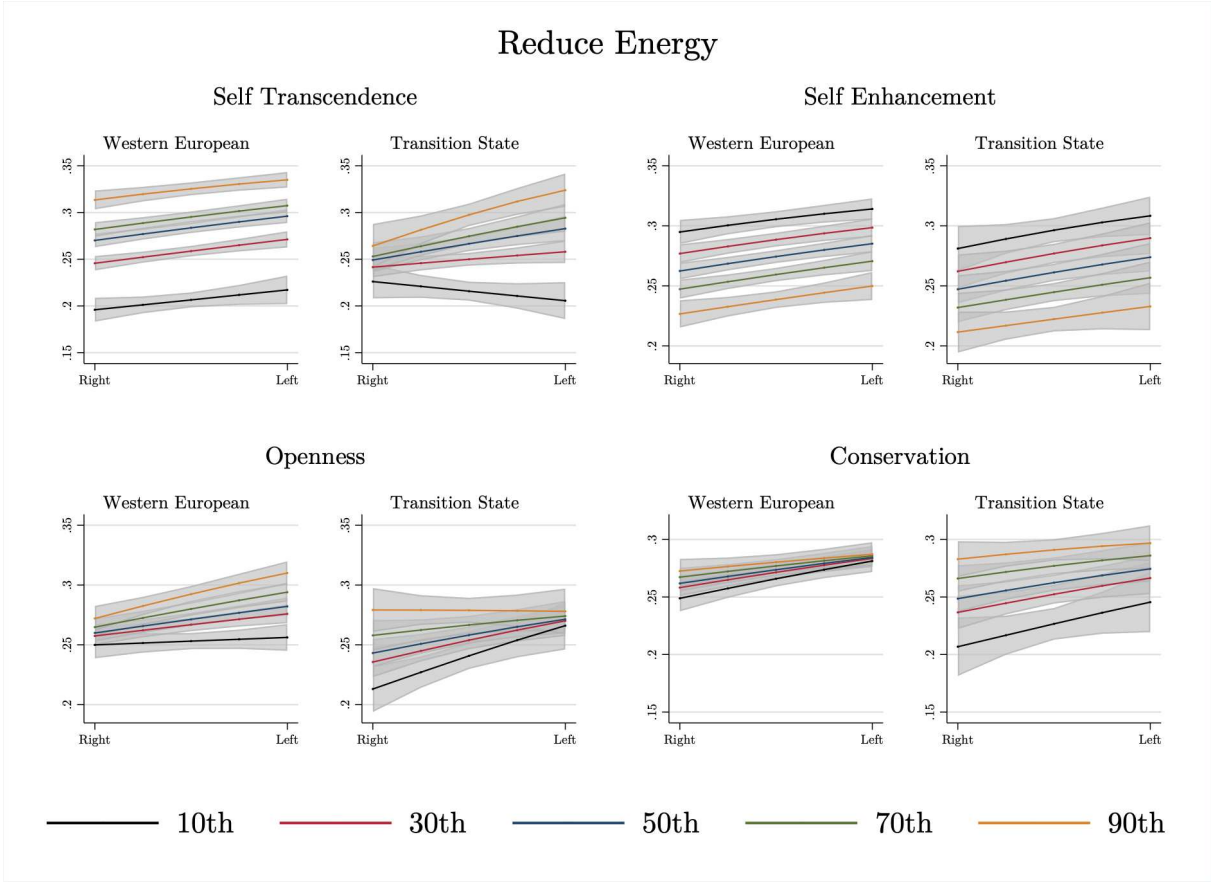 Reduce Energy
Self Transcendence
Self Enhancement
Western European
Transition State
Western European
Transition State
.35
.3
.25
.2
.15
Right
Left
.35
.3
.25
.2
.15
Right
Left
.35
.3
.25
.2
Right
Left
.35
.3
.25
.2
Right
Left
Openness
Conservation
Western European
Transition State
Western European
Transition State
.35
.3
.25
.2
Right
Left
.35
.3
.25
.2
Right
Left
.3
.25
.2
.15
Right
Left
.3
.25
.2
.15
Right
Left
10th
30th
50th
70th
90th